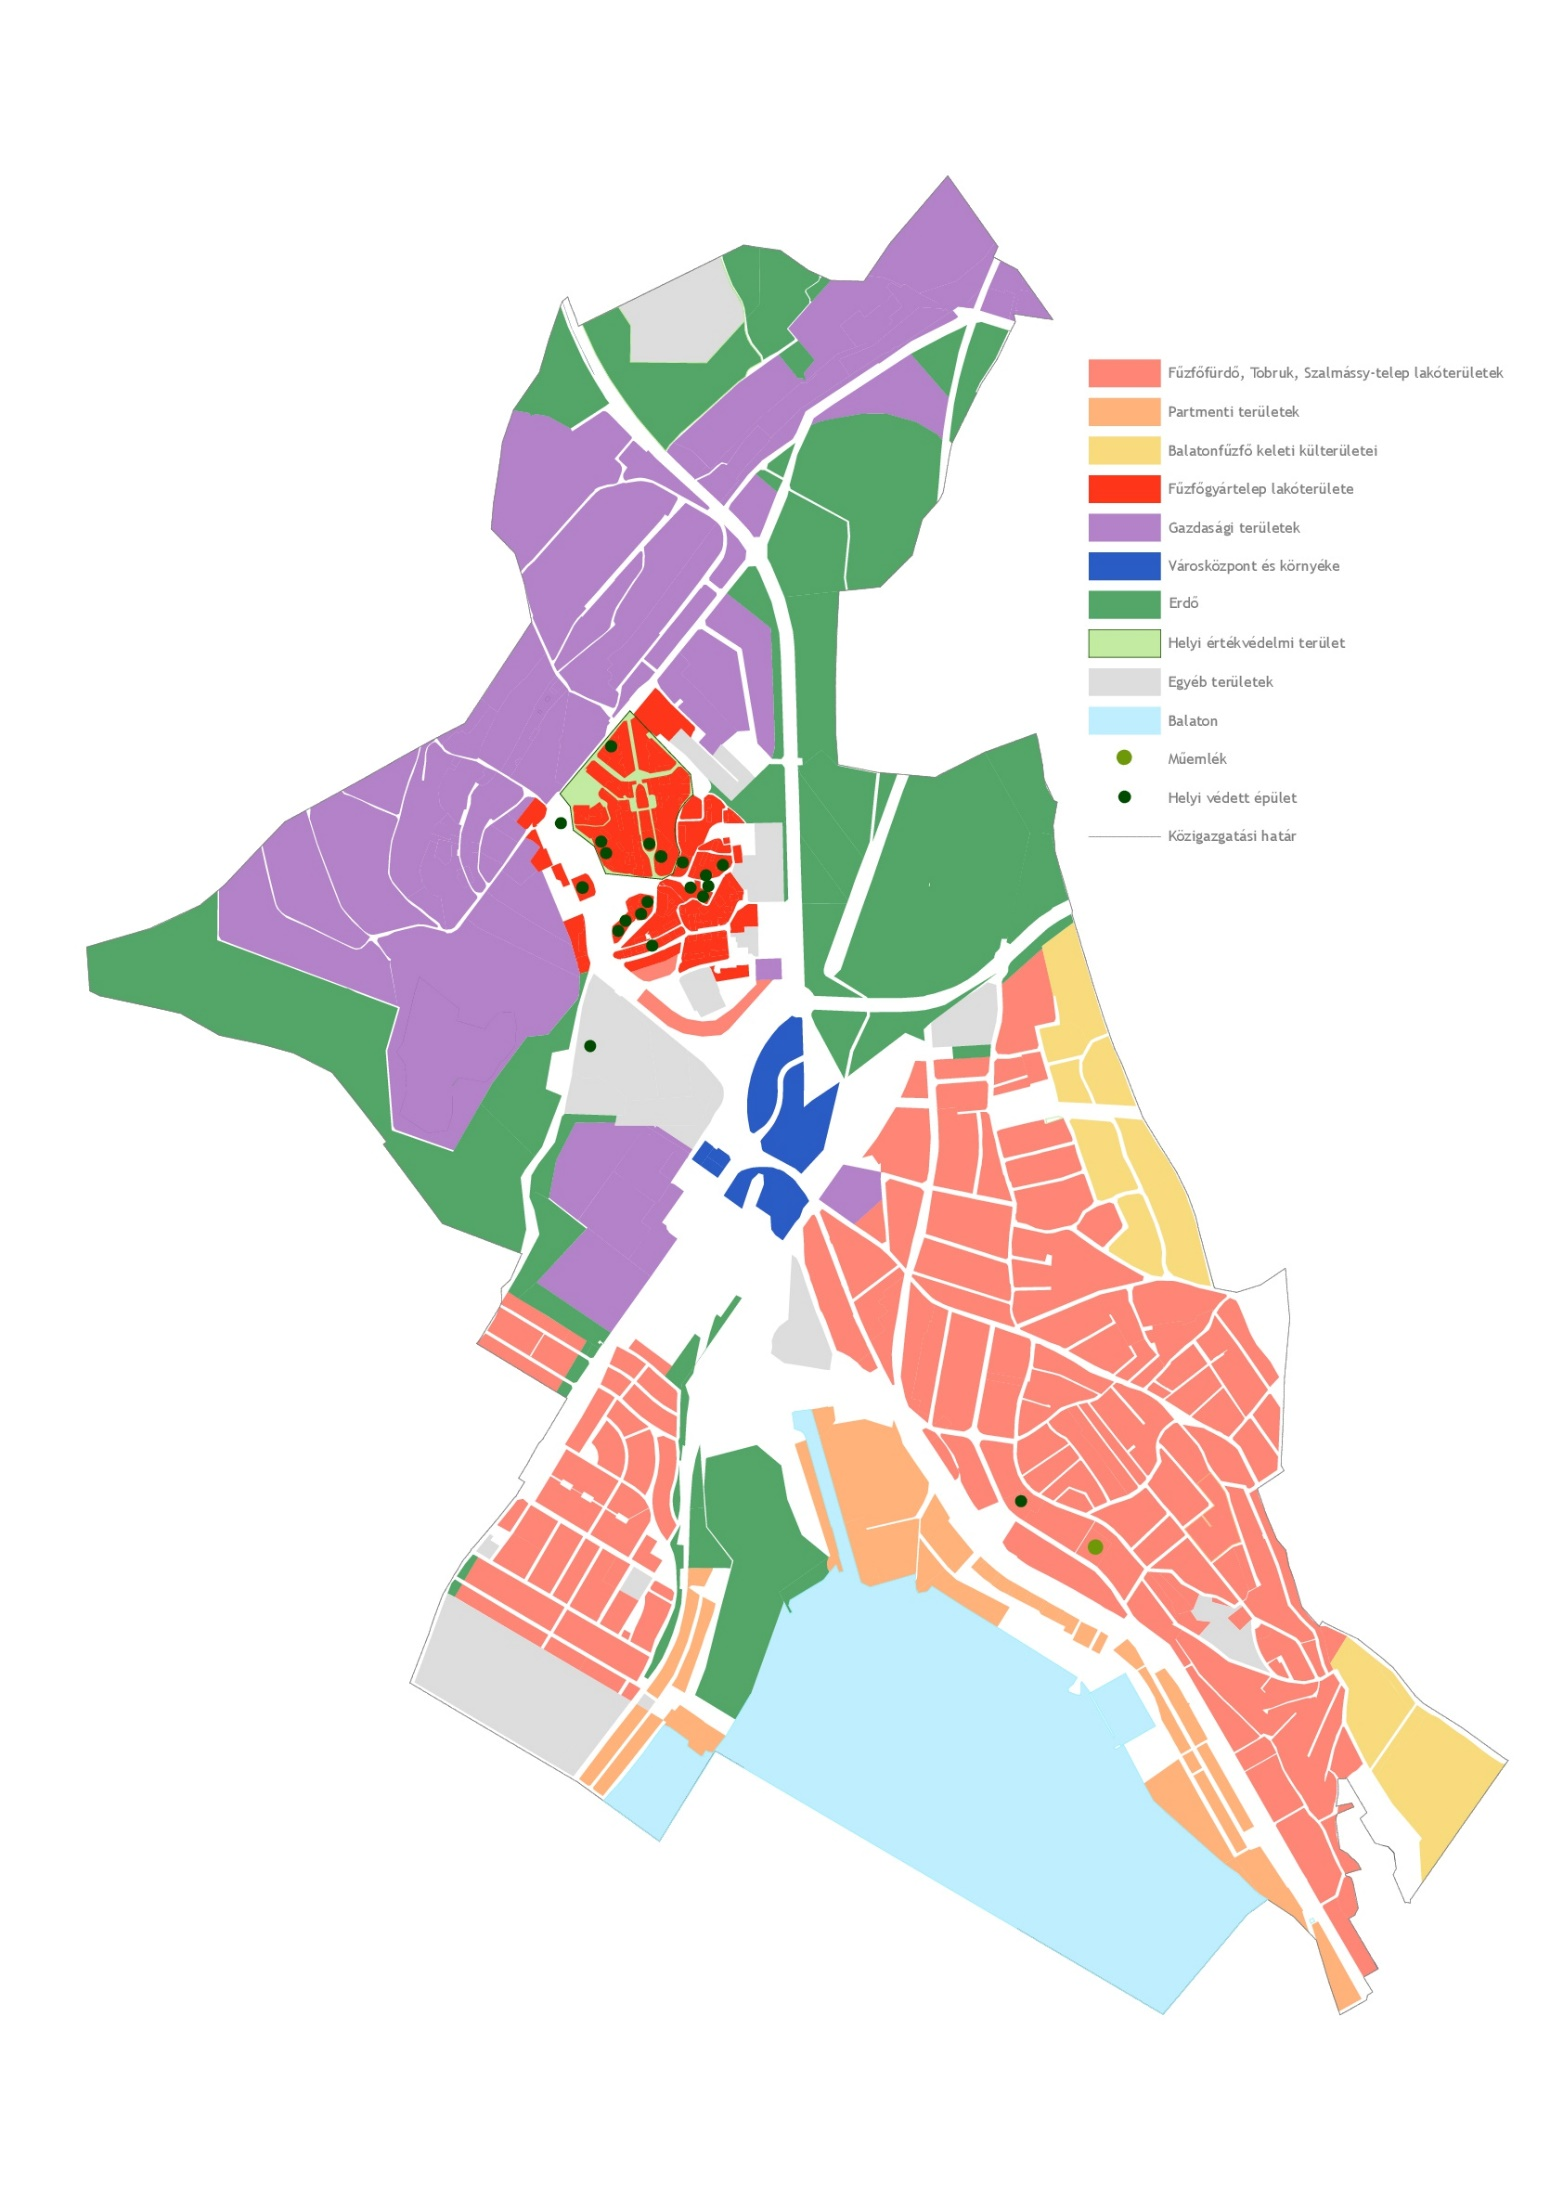 Fűzfőfürdő, Tobruk, Szalmássy-telep lakóterületek
Partmenti területek
Balatonfűzfő keleti külterületei
Fűzfőgyártelep lakóterülete
Gazdasági területek
Városközpont és környéke
Erdő
Helyi értékvédelmi terület
Egyéb területek
Balaton
Műemlék
Helyi védett épület
Közigazgatási határ